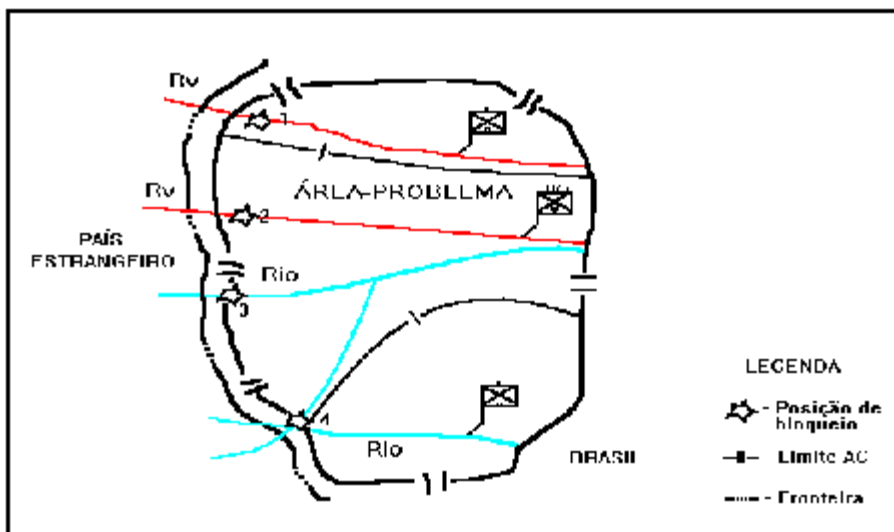 Rv
1
ÁREA-PROBLEMA
Rv
2
PAÍS
ESTRANGEIRO
Rio
3
4
Rio
BRASIL
LEGENDA
- Posição de
bloqueio
- Limite AC
- Fronteira